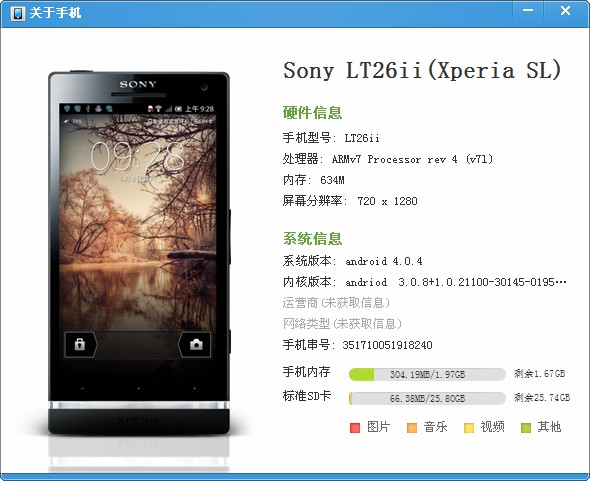 关于手机
Sony LT26ii(Xperia SL)
SONY
上午 9:28
09:28
硬件信息
手机型号: LT26ii
处理器: ARMv7 Processor rev 4 (v7l)
内存: 634M
屏幕分辨率: 720 x 1280
系统信息
系统版本: android 4.0.4
内核版本: andriod 3.0.8+1.0.21100-30145-0195···
运营商(未获取信息)
网络类型(未获取信息)
手机串号: 351710051918240
手机内存 304.19MB/1.97GB 剩余1.67GB
标准SD卡 66.38MB/25.80GB 剩余25.74GB
XPERIA
图片 音乐 视频 其他